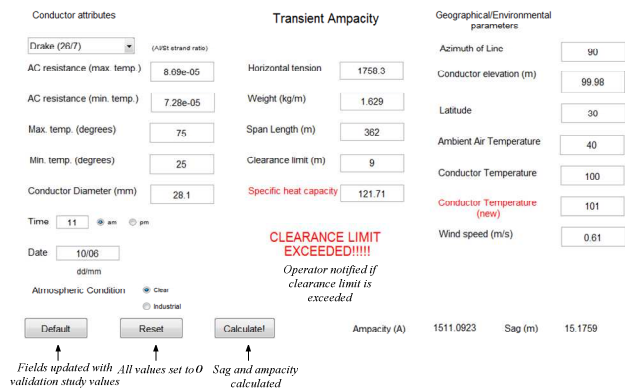 Conductor attributes
Transient Ampacity
Geographical/Environmental
parameters
Drake (26/7)
(Al/St strand ratio)
AC resistance (max. temp.)
8.69e-05
AC resistance (min. temp.)
7.28e-05
Max. temp. (degrees)
75
Min. temp. (degrees)
25
Conductor Diameter (mm)
28.1
Time
11
am
pm
Date
10/06
dd/mm
Atmospheric Condition
Clear
Industrial
Horizontal tension
1758.3
Weight (kg/m)
1.629
Span Length (m)
362
Clearance limit (m)
9
Specific heat capacity
121.71
CLEARANCE LIMIT
EXCEEDED!!!!!
Operator notified if
clearance limit is
exceeded
Azimuth of Line
90
Conductor elevation (m)
99.98
Latitude
30
Ambient Air Temperature
40
Conductor Temperature
100
Conductor Temperature
(new)
101
Wind speed (m/s)
0.61
Default
Reset
Calculate!
Ampacity (A)
1511.0923
Sag (m)
15.1759
Fields updated with
validation study values
All values set to 0
Sag and ampacity
calculated